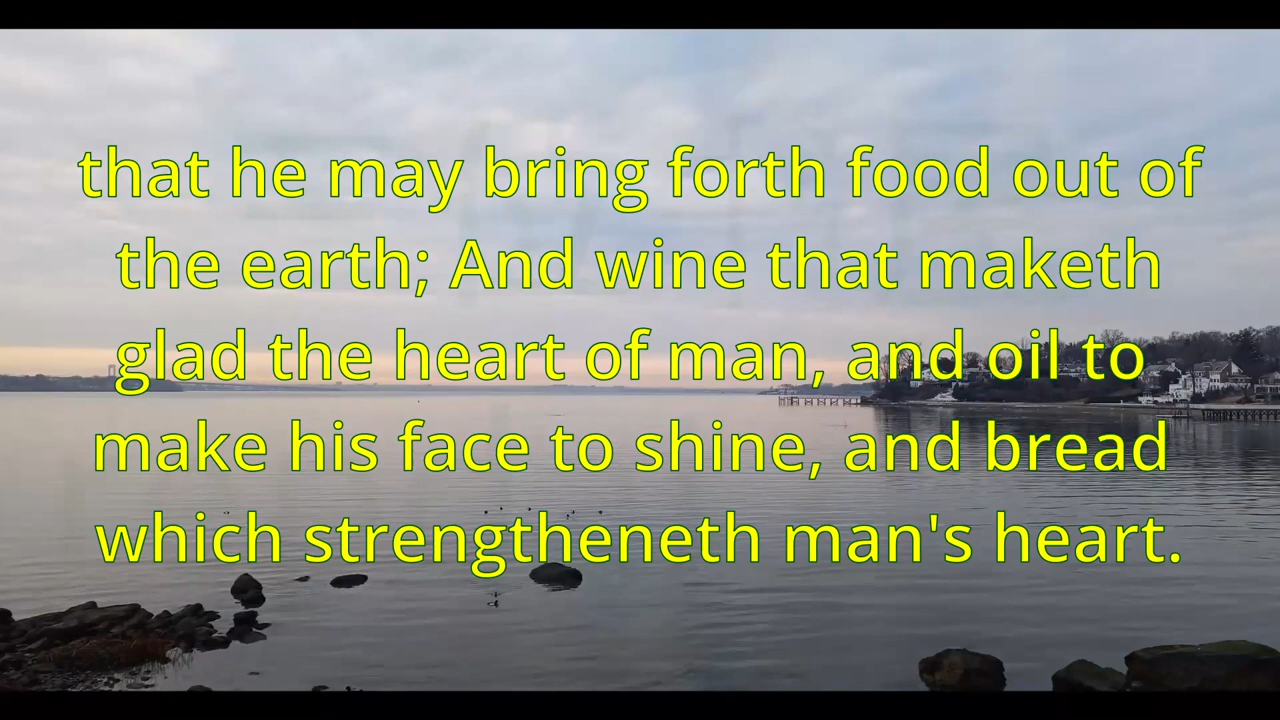 that he may bring forth food out of
the earth; And wine that maketh
glad the heart of man, and oil to
make his face to shine, and bread
which strengtheneth man's heart.